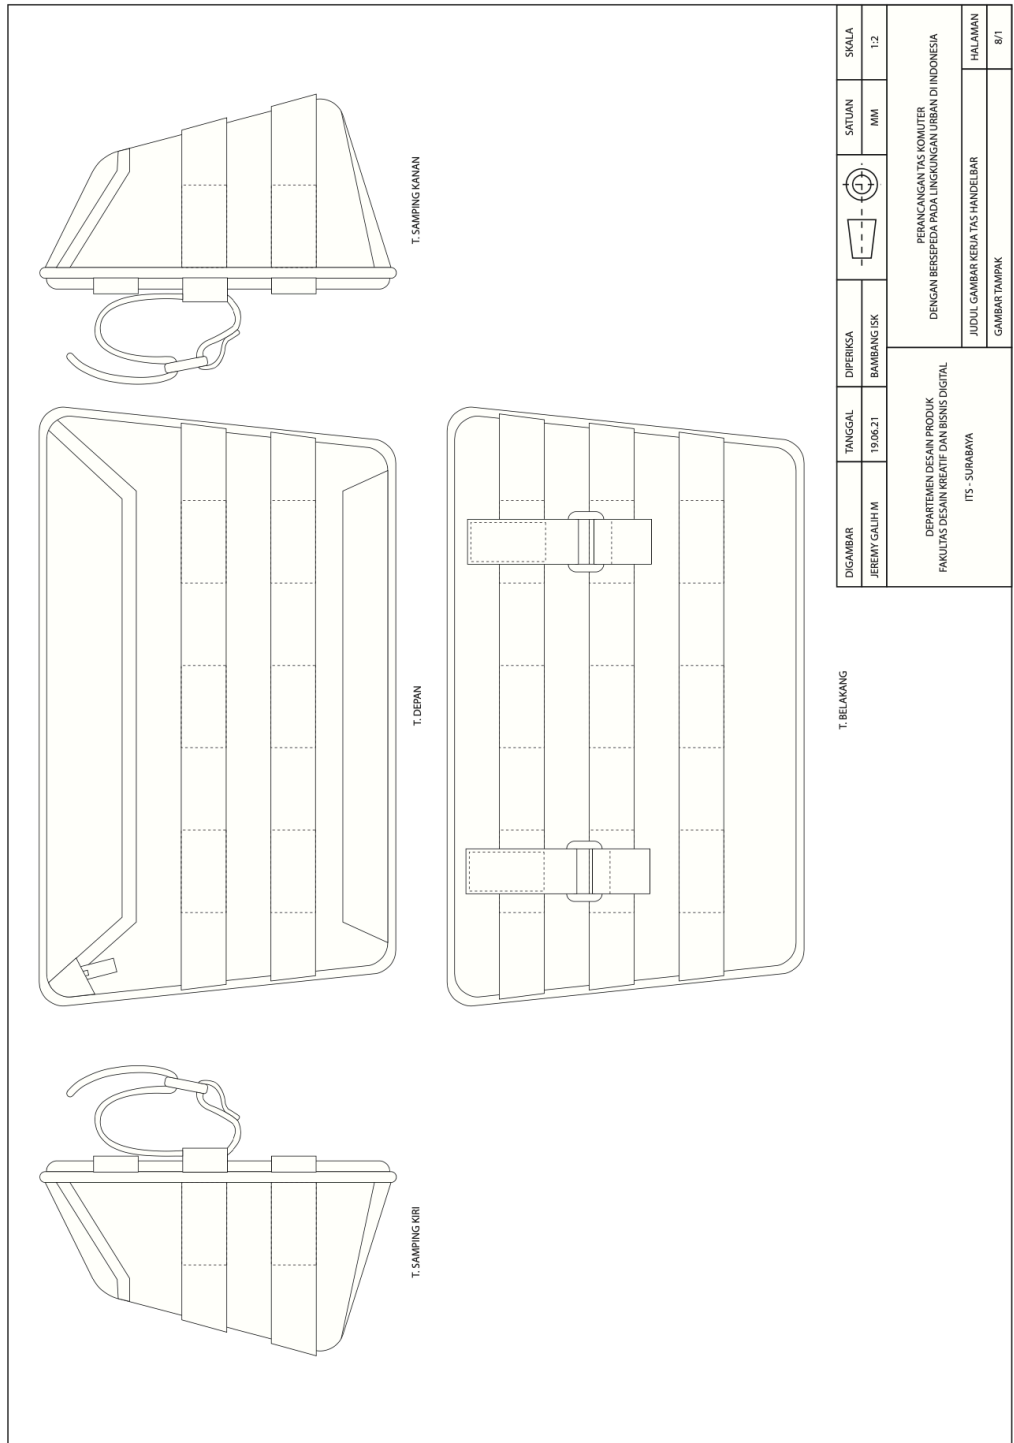 T. SAMPING KIRI
T. DEPAN
T. SAMPING KANAN
T. BELAKANG
DIGAMBAR
TANGGAL
DIPERIKSA
SATUAN
SKALA
JEREMY GALIH M
19.06.21
BAMBANG ISK
MM
1:2
DEPARTEMEN DESAIN PRODUK
FAKULTAS DESAIN KREATIF DAN BISNIS DIGITAL
ITS - SURABAYA
PERANCANGAN TAS KOMUTER
DENGAN BERSEPEDA PADA LINGKUNGAN URBAN DI INDONESIA
JUDUL GAMBAR KERJA TAS HANDELBAR
HALAMAN
GAMBAR TAMPAK
8/1